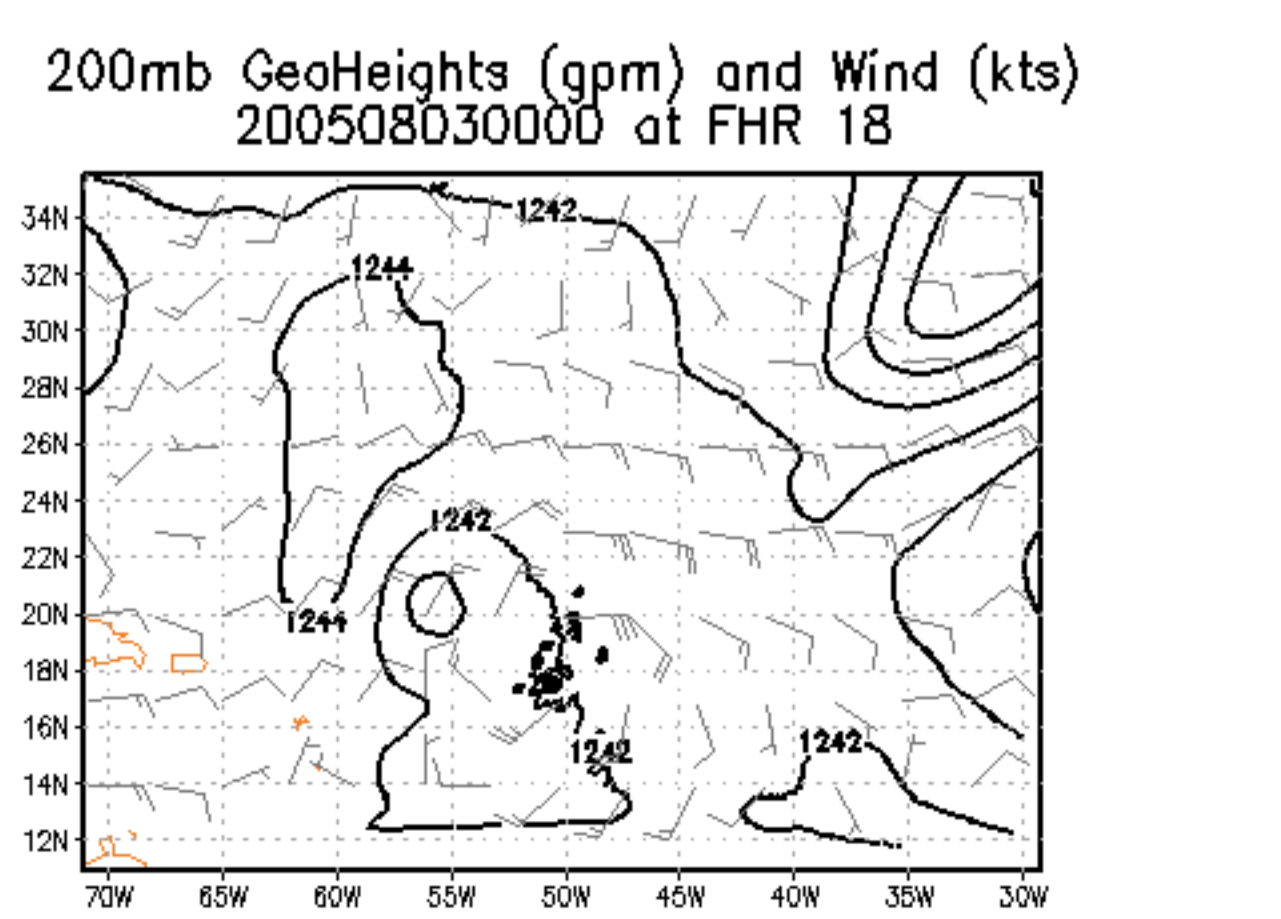 200mb GeoHeights (gpm) and Wind (kts)
200508030000 at FHR 18
34N
1242
32N
1244
30N
28N
26N
24N
1242
22N
20N
1244
18N
16N
1242
1242
14N
12N
70W 65W 60W 55W 50W 45W 40W 35W 30W